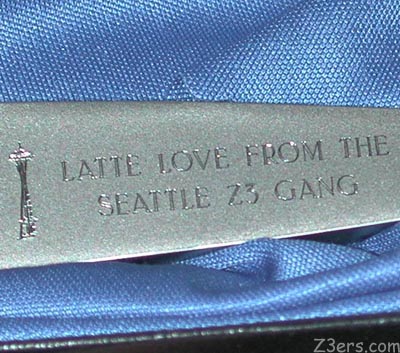 LATTE LOVE FROM THE
SEATTLE Z3 GANG
Z3ers.com